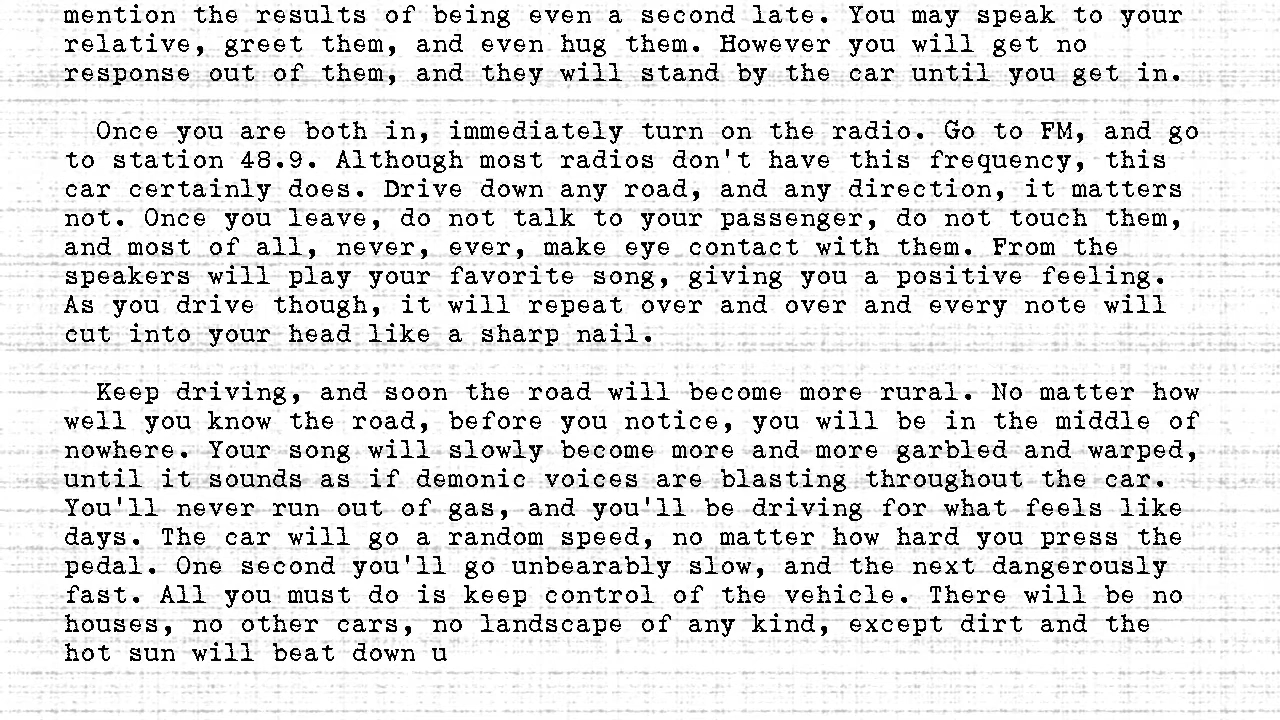 mention the results of being even a second late. You may speak to your
relative, greet them, and even hug them. However you will get no
response out of them, and they will stand by the car until you get in.
Once you are both in, immediately turn on the radio. Go to FM, and go
to station 48.9. Although most radios don't have this frequency, this
car certainly does. Drive down any road, and any direction, it matters
not. Once you leave, do not talk to your passenger, do not touch them,
and most of all, never, ever, make eye contact with them. From the
speakers will play your favorite song, giving you a positive feeling.
As you drive though, it will repeat over and over and every note will
cut into your head like a sharp nail.
Keep driving, and soon the road will become more rural. No matter how
well you know the road, before you notice, you will be in the middle of
nowhere. Your song will slowly become more and more garbled and warped,
until it sounds as if demonic voices are blasting throughout the car.
You'll never run out of gas, and you'll be driving for what feels like
days. The car will go a random speed, no matter how hard you press the
pedal. One second you'll go unbearably slow, and the next dangerously
fast. All you must do is keep control of the vehicle. There will be no
houses, no other cars, no landscape of any kind, except dirt and the
hot sun will beat down u